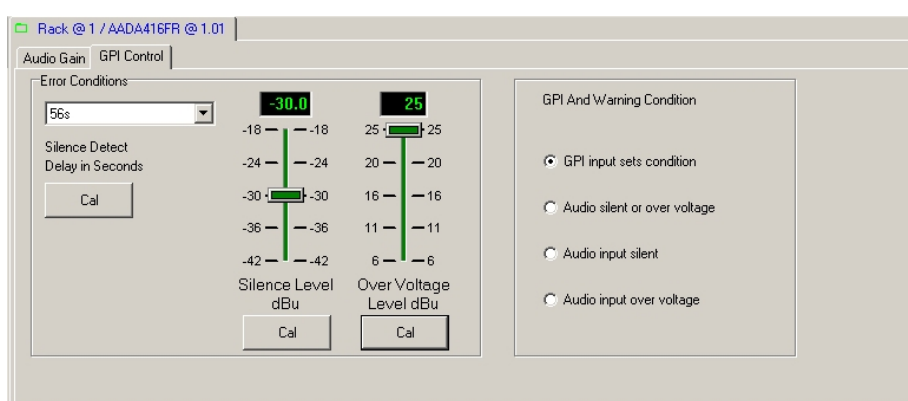 Rack @ 1 / AADA416FR @ 1.01
Audio Gain GPI Control
Error Conditions
56s
Silence Detect
Delay in Seconds
Cal
-30.0 25
-18 -18 25 25
-24 -24 20 20
-30 -30 16 16
-36 -36 11 11
-42 -42 6 6
Silence Level
dBu
Over Voltage
Level dBu
Cal Cal
GPI And Warning Condition
GPI input sets condition
Audio silent or over voltage
Audio input silent
Audio input over voltage